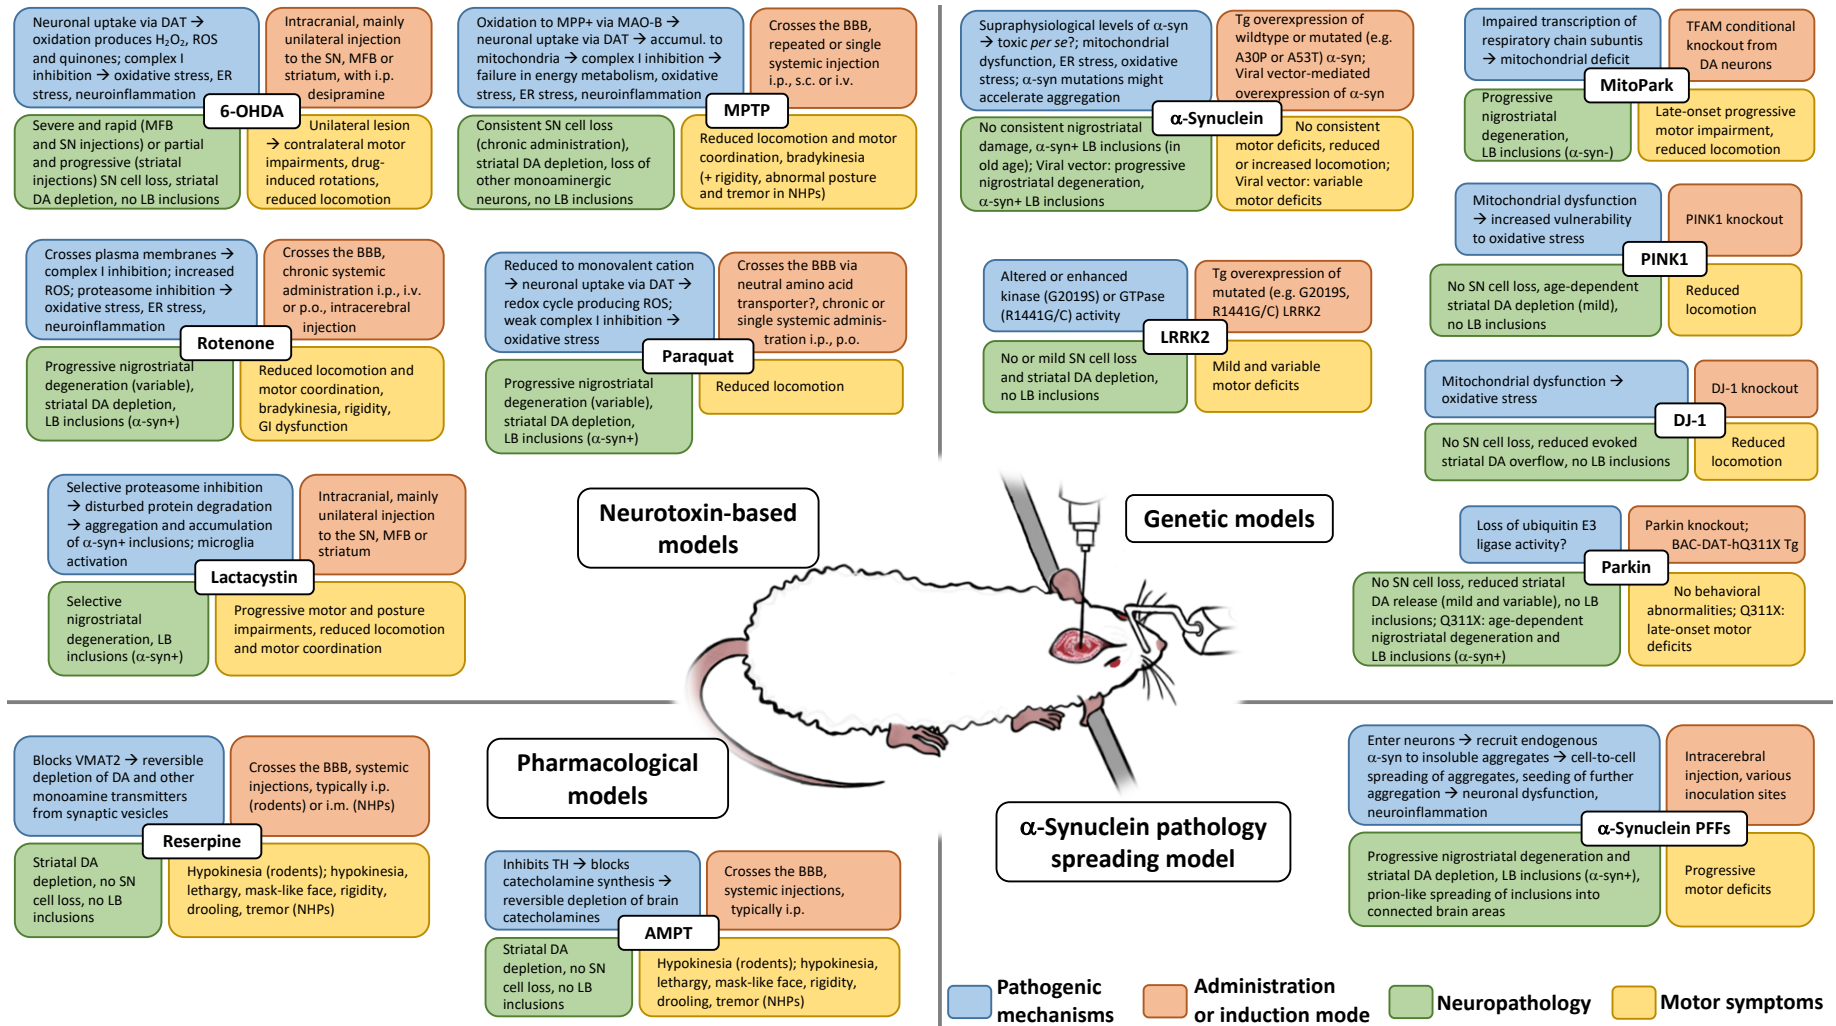 Neuronal uptake via DAT →
oxidation produces H₂O₂, ROS
and quinones; complex I
inhibition → oxidative stress, ER
stress, neuroinflammation
Intracranial, mainly
unilateral injection
to the SN, MFB or
striatum, with i.p.
desipramine
6-OHDA
Severe and rapid (MFB
and SN injections) or partial
and progressive (striatal
injections) SN cell loss, striatal
DA depletion, no LB inclusions
Unilateral lesion
→ contralateral motor
impairments, drug-
induced rotations,
reduced locomotion
Oxidation to MPP+ via MAO-B →
neuronal uptake via DAT → accumul. to
mitochondria → complex I inhibition →
failure in energy metabolism, oxidative
stress, ER stress, neuroinflammation
Crosses the BBB,
repeated or single
systemic injection
i.p., s.c. or i.v.
MPTP
Consistent SN cell loss
(chronic administration),
striatal DA depletion, loss of
other monoaminergic
neurons, no LB inclusions
Reduced locomotion and motor
coordination, bradykinesia
(+ rigidity, abnormal posture
and tremor in NHPs)
Crosses plasma membranes →
complex I inhibition; increased
ROS; proteasome inhibition →
oxidative stress, ER stress,
neuroinflammation
Crosses the BBB,
chronic systemic
administration i.p., i.v.
or p.o., intracerebral
injection
Rotenone
Progressive nigrostriatal
degeneration (variable),
striatal DA depletion,
LB inclusions (α-syn+)
Reduced locomotion and
motor coordination,
bradykinesia, rigidity,
GI dysfunction
Reduced to monovalent cation
→ neuronal uptake via DAT →
redox cycle producing ROS;
weak complex I inhibition →
oxidative stress
Crosses the BBB via
neutral amino acid
transporter?, chronic or
single systemic adminis-
tration i.p., p.o.
Paraquat
Progressive nigrostriatal
degeneration (variable),
striatal DA depletion,
LB inclusions (α-syn+)
Reduced locomotion
Selective proteasome inhibition
→ disturbed protein degradation
→ aggregation and accumulation
of α-syn+ inclusions; microglia
activation
Intracranial, mainly
unilateral injection
to the SN, MFB or
striatum
Lactacystin
Selective
nigrostriatal
degeneration, LB
inclusions (α-syn+)
Progressive motor and posture
impairments, reduced locomotion
and motor coordination
Neurotoxin-based
models
Supraphysiological levels of α-syn
→ toxic per se?; mitochondrial
dysfunction, ER stress, oxidative
stress; α-syn mutations might
accelerate aggregation
Tg overexpression of
wildtype or mutated (e.g.
A30P or A53T) α-syn;
Viral vector-mediated
overexpression of α-syn
α-Synuclein
No consistent nigrostriatal
damage, α-syn+ LB inclusions (in
old age); Viral vector: progressive
nigrostriatal degeneration,
α-syn+ LB inclusions
No consistent
motor deficits, reduced
or increased locomotion;
Viral vector: variable
motor deficits
Impaired transcription of
respiratory chain subuntis
→ mitochondrial deficit
TFAM conditional
knockout from
DA neurons
MitoPark
Progressive
nigrostriatal
degeneration,
LB inclusions (α-syn-)
Late-onset progressive
motor impairment,
reduced locomotion
Mitochondrial dysfunction
→ increased vulnerability
to oxidative stress
PINK1 knockout
PINK1
No SN cell loss, age-dependent
striatal DA depletion (mild),
no LB inclusions
Reduced
locomotion
Altered or enhanced
kinase (G2019S) or GTPase
(R1441G/C) activity
Tg overexpression of
mutated (e.g. G2019S,
R1441G/C) LRRK2
LRRK2
No or mild SN cell loss
and striatal DA depletion,
no LB inclusions
Mild and variable
motor deficits
Mitochondrial dysfunction →
oxidative stress
DJ-1 knockout
DJ-1
No SN cell loss, reduced evoked
striatal DA overflow, no LB inclusions
Reduced
locomotion
Genetic models
Loss of ubiquitin E3
ligase activity?
Parkin knockout;
BAC-DAT-hQ311X Tg
Parkin
No SN cell loss, reduced striatal
DA release (mild and variable), no LB
inclusions; Q311X: age-dependent
nigrostriatal degeneration and
LB inclusions (α-syn+)
No behavioral
abnormalities; Q311X:
late-onset motor
deficits
Blocks VMAT2 → reversible
depletion of DA and other
monoamine transmitters
from synaptic vesicles
Crosses the BBB, systemic
injections, typically i.p.
(rodents) or i.m. (NHPs)
Reserpine
Striatal DA
depletion, no SN
cell loss, no LB
inclusions
Hypokinesia (rodents); hypokinesia,
lethargy, mask-like face, rigidity,
drooling, tremor (NHPs)
Pharmacological
models
Inhibits TH → blocks
catecholamine synthesis →
reversible depletion of brain
catecholamines
Crosses the BBB,
systemic injections,
typically i.p.
AMPT
Striatal DA
depletion, no SN
cell loss, no LB
inclusions
Hypokinesia (rodents); hypokinesia,
lethargy, mask-like face, rigidity,
drooling, tremor (NHPs)
α-Synuclein pathology
spreading model
Enter neurons → recruit endogenous
α-syn to insoluble aggregates → cell-to-cell
spreading of aggregates, seeding of further
aggregation → neuronal dysfunction,
neuroinflammation
Intracerebral
injection, various
inoculation sites
α-Synuclein PFFs
Progressive nigrostriatal degeneration and
striatal DA depletion, LB inclusions (α-syn+),
prion-like spreading of inclusions into
connected brain areas
Progressive
motor deficits
Pathogenic
mechanisms
Administration
or induction mode
Neuropathology
Motor symptoms